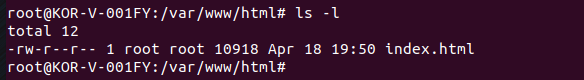 root@KOR-V-001FY:/var/www/html# ls -l
total 12
-rw-r--r-- 1 root root 10918 Apr 18 19:50 index.html
root@KOR-V-001FY:/var/www/html#